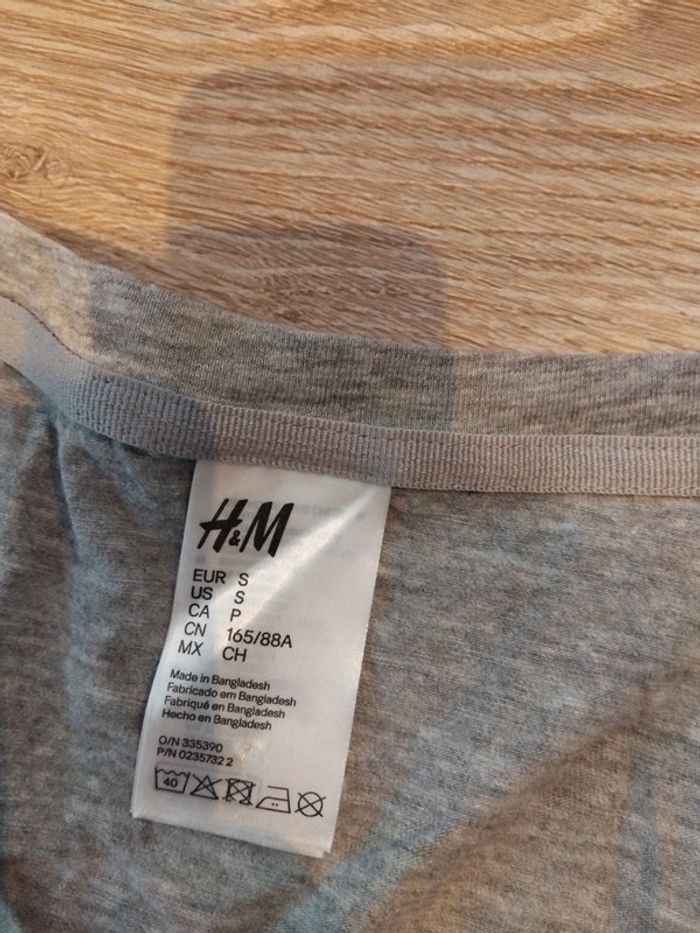 H&M
EUR S
US S
CA P
CN 165/88A
MX CH
Made in Bangladesh
Fabricado em Bangladesh
Fabriqué en Bangladesh
Hecho en Bangladesh
O/N 335390
P/N 0235732 2
40